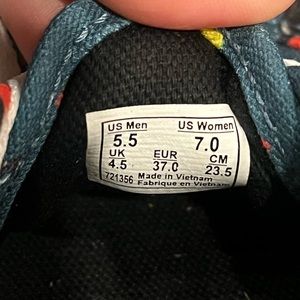 US Men US Women
5.5 7.0
UK EUR CM
4.5 37.0 23.5
721356 Made in Vietnam
Fabrique en Vietnam